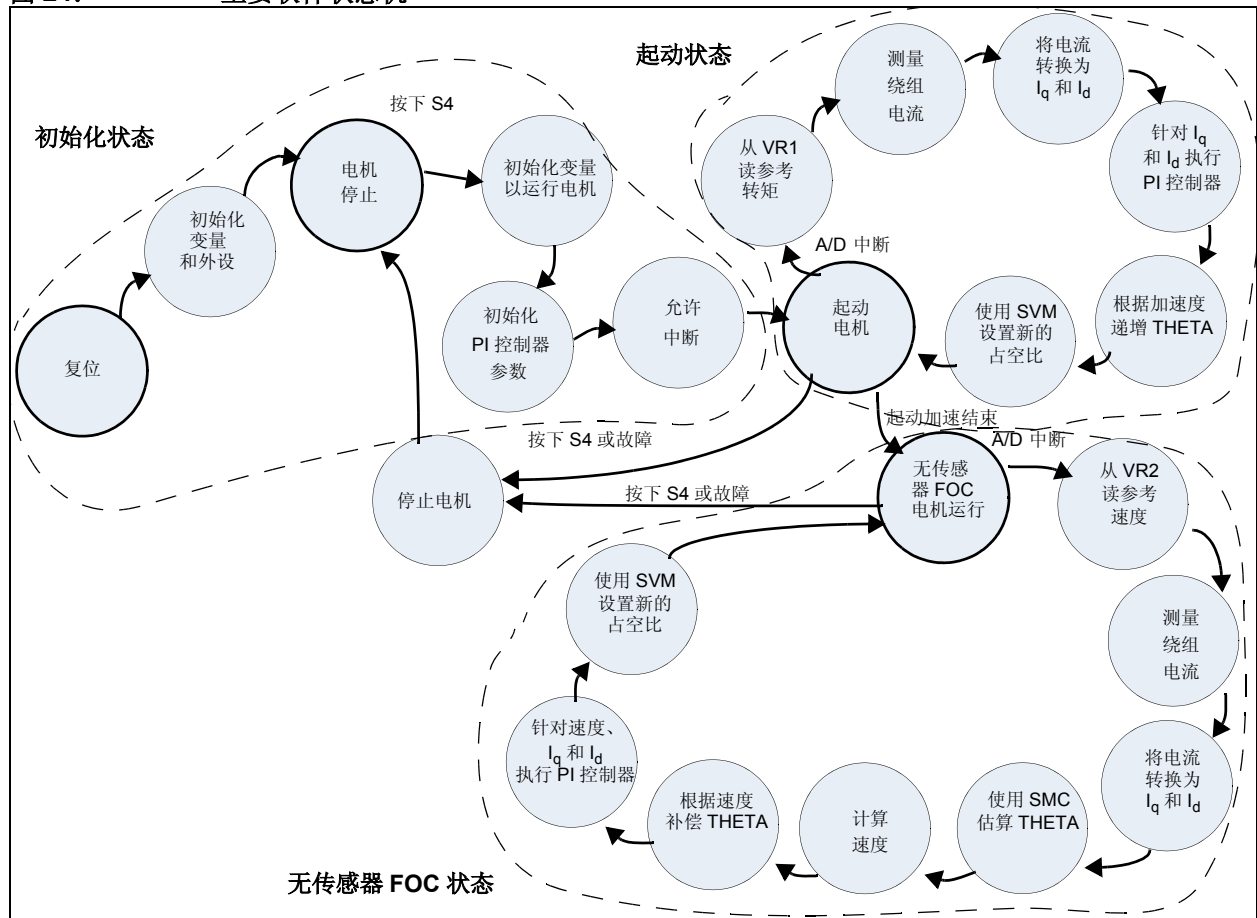 初始化状态
复位
初始化
变量
和外设
电机
停止
按下 S4
初始化变量
以运行电机
初始化
PI 控制器
参数
允许
中断
起动状态
起动
电机
A/D 中断
从 VR1
读参考
转矩
测量
绕组
电流
将电流
转换为
Iq 和 Id
针对 Iq
和 Id 执行
PI 控制器
根据加速度
递增 THETA
使用 SVM
设置新的
占空比
起动加速结束
按下 S4 或故障
按下 S4 或故障
停止电机
无传感
器 FOC
电机运行
A/D 中断
从 VR2
读参考
速度
测量
绕组
电流
将电流
转换为
Iq 和 Id
使用 SMC
估算 THETA
计算
速度
根据速度
补偿 THETA
针对速度、
Iq 和 Id
执行 PI 控制器
使用 SVM
设置新的
占空比
无传感器 FOC 状态